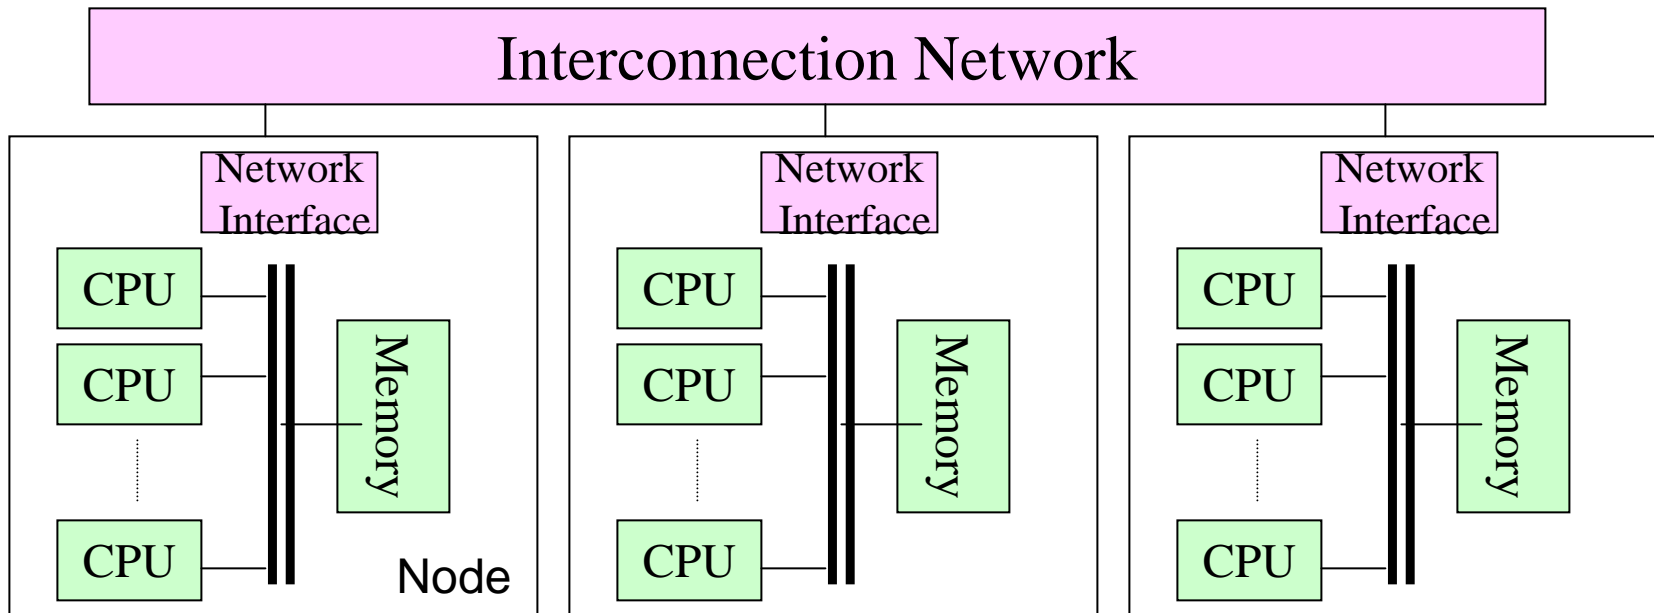 Interconnection Network
Network
Interface
CPU
CPU
CPU
Memory
Node
Network
Interface
CPU
CPU
CPU
Memory
Network
Interface
CPU
CPU
CPU
Memory